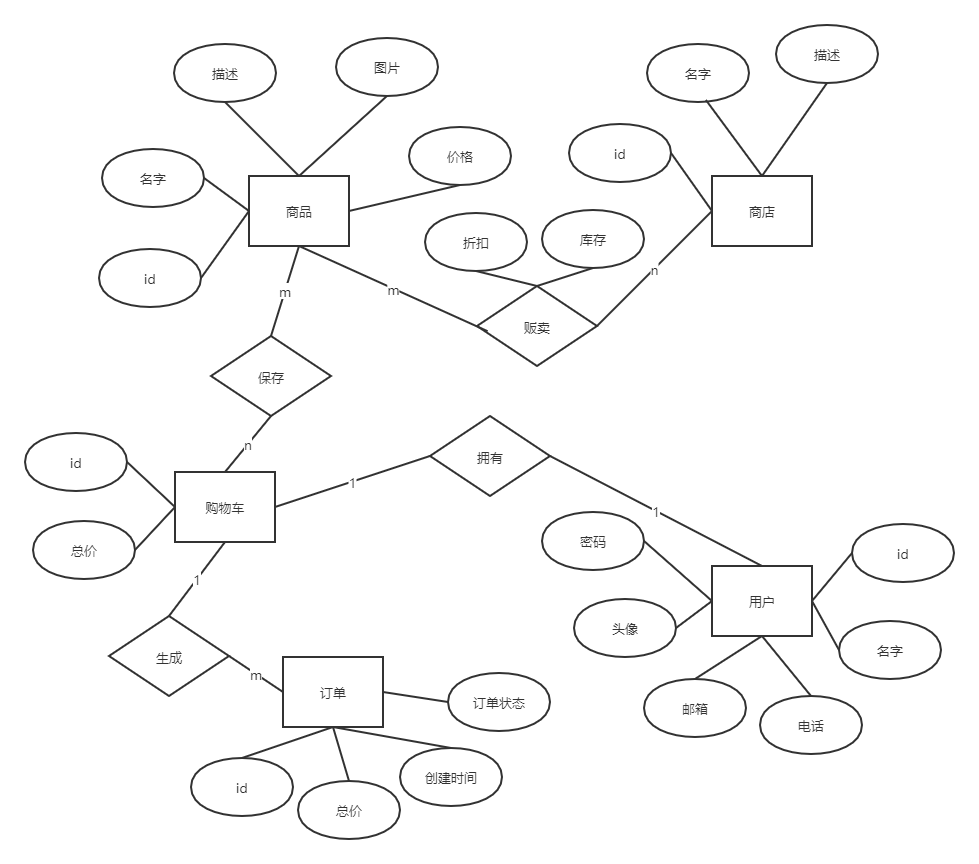 描述
图片
名字
描述
价格
id
名字
商品
商店
折扣
库存
id
m
m
n
贩卖
保存
n
拥有
id
购物车
1
1
总价
密码
id
1
用户
头像
名字
生成
m
订单
订单状态
邮箱
电话
id
创建时间
总价